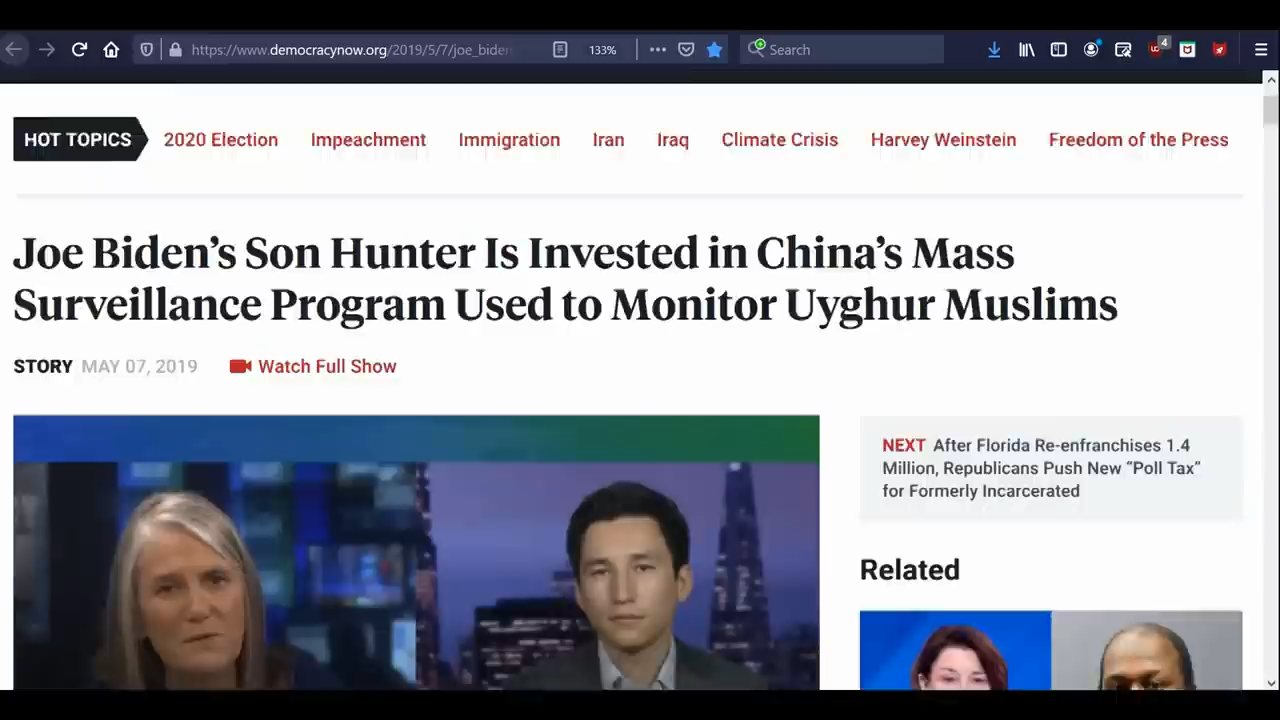 https://www.democracynow.org/2019/5/7/joe_biden
133%
Search
4
HOT TOPICS
2020 Election
Impeachment
Immigration
Iran
Iraq
Climate Crisis
Harvey Weinstein
Freedom of the Press
Joe Biden’s Son Hunter Is Invested in China’s Mass
Surveillance Program Used to Monitor Uyghur Muslims
STORY MAY 07, 2019
Watch Full Show
NEXT After Florida Re-enfranchises 1.4
Million, Republicans Push New “Poll Tax”
for Formerly Incarcerated
Related